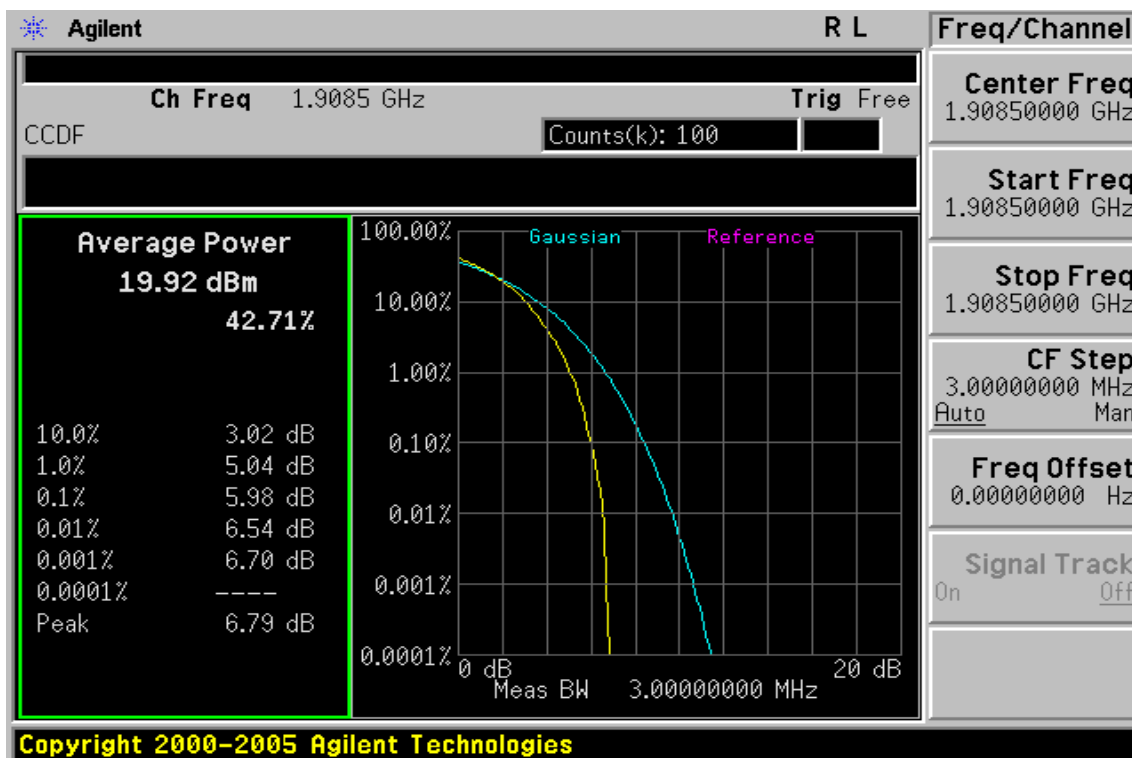 Agilent R L
Ch Freq 1.9085 GHz Trig Free
CCDF Counts(k): 100
Average Power
19.92 dBm
42.71%
10.0% 3.02 dB
1.0% 5.04 dB
0.1% 5.98 dB
0.01% 6.54 dB
0.001% 6.70 dB
0.0001% ----
Peak 6.79 dB
Gaussian Reference
100.00%
10.00%
1.00%
0.10%
0.01%
0.001%
0.0001%
0 dB 20 dB
Meas BW 3.00000000 MHz
Freq/Channel
Center Freq
1.90850000 GHz
Start Freq
1.90850000 GHz
Stop Freq
1.90850000 GHz
CF Step
3.00000000 MHz
Auto Man
Freq Offset
0.00000000 Hz
Signal Track
On Off
Copyright 2000-2005 Agilent Technologies